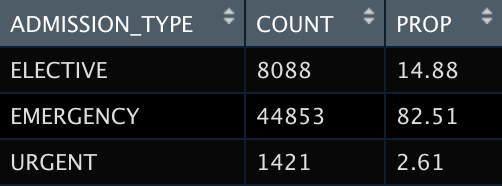 ADMISSION_TYPE COUNT PROP
ELECTIVE 8088 14.88
EMERGENCY 44853 82.51
URGENT 1421 2.61